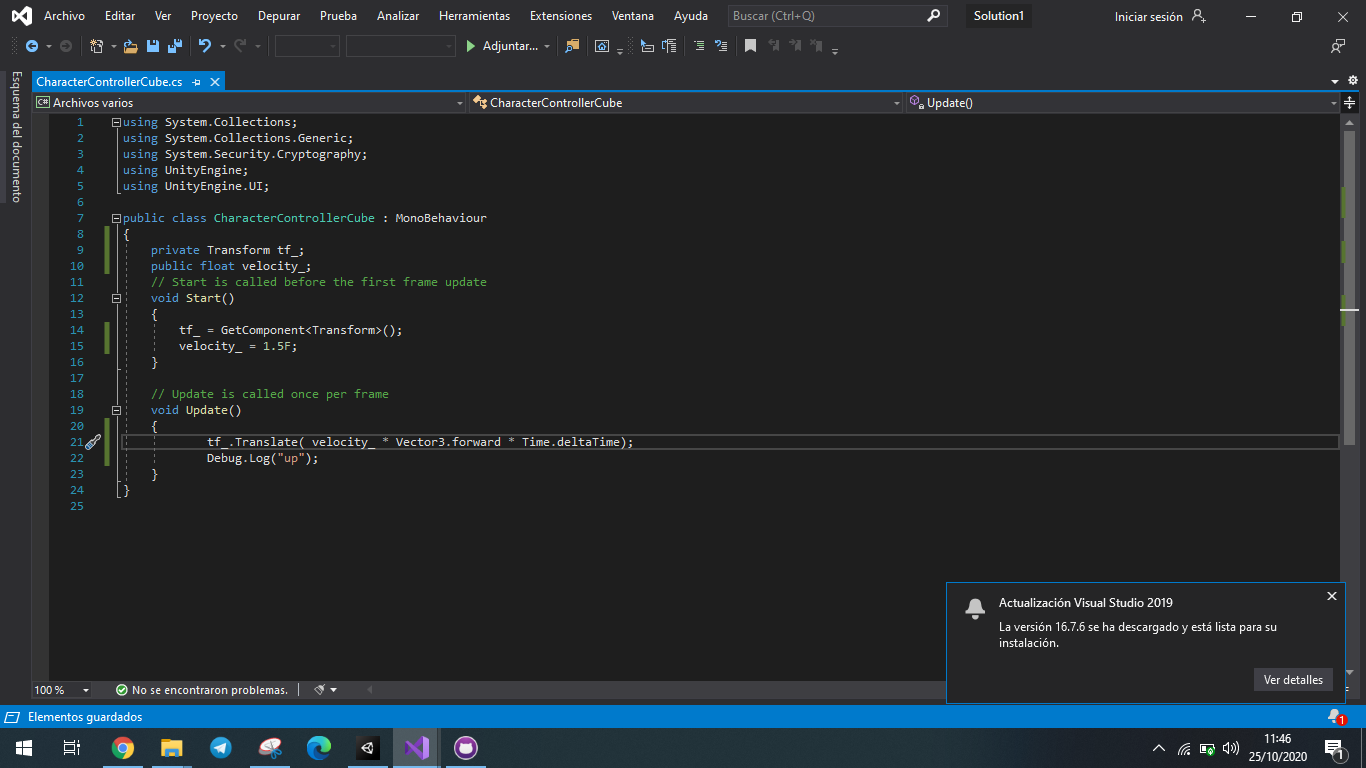 Archivo Editar Ver Proyecto Depurar Prueba Analizar Herramientas Extensiones Ventana Ayuda Buscar (Ctrl+Q) Solution1 Iniciar sesión
Adjuntar...
Esquema del documento
CharacterControllerCube.cs
C# Archivos varios CharacterControllerCube Update()
1 using System.Collections;
2 using System.Collections.Generic;
3 using System.Security.Cryptography;
4 using UnityEngine;
5 using UnityEngine.UI;
6
7 public class CharacterControllerCube : MonoBehaviour
8 {
9 private Transform tf_;
10 public float velocity_;
11 // Start is called before the first frame update
12 void Start()
13 {
14 tf_ = GetComponent<Transform>();
15 velocity_ = 1.5F;
16 }
17
18 // Update is called once per frame
19 void Update()
20 {
21 tf_.Translate( velocity_ * Vector3.forward * Time.deltaTime);
22 Debug.Log("up");
23 }
24 }
25
Actualización Visual Studio 2019
La versión 16.7.6 se ha descargado y está lista para su
instalación.
Ver detalles
100 % No se encontraron problemas.
Elementos guardados 1
11:46
25/10/2020
1